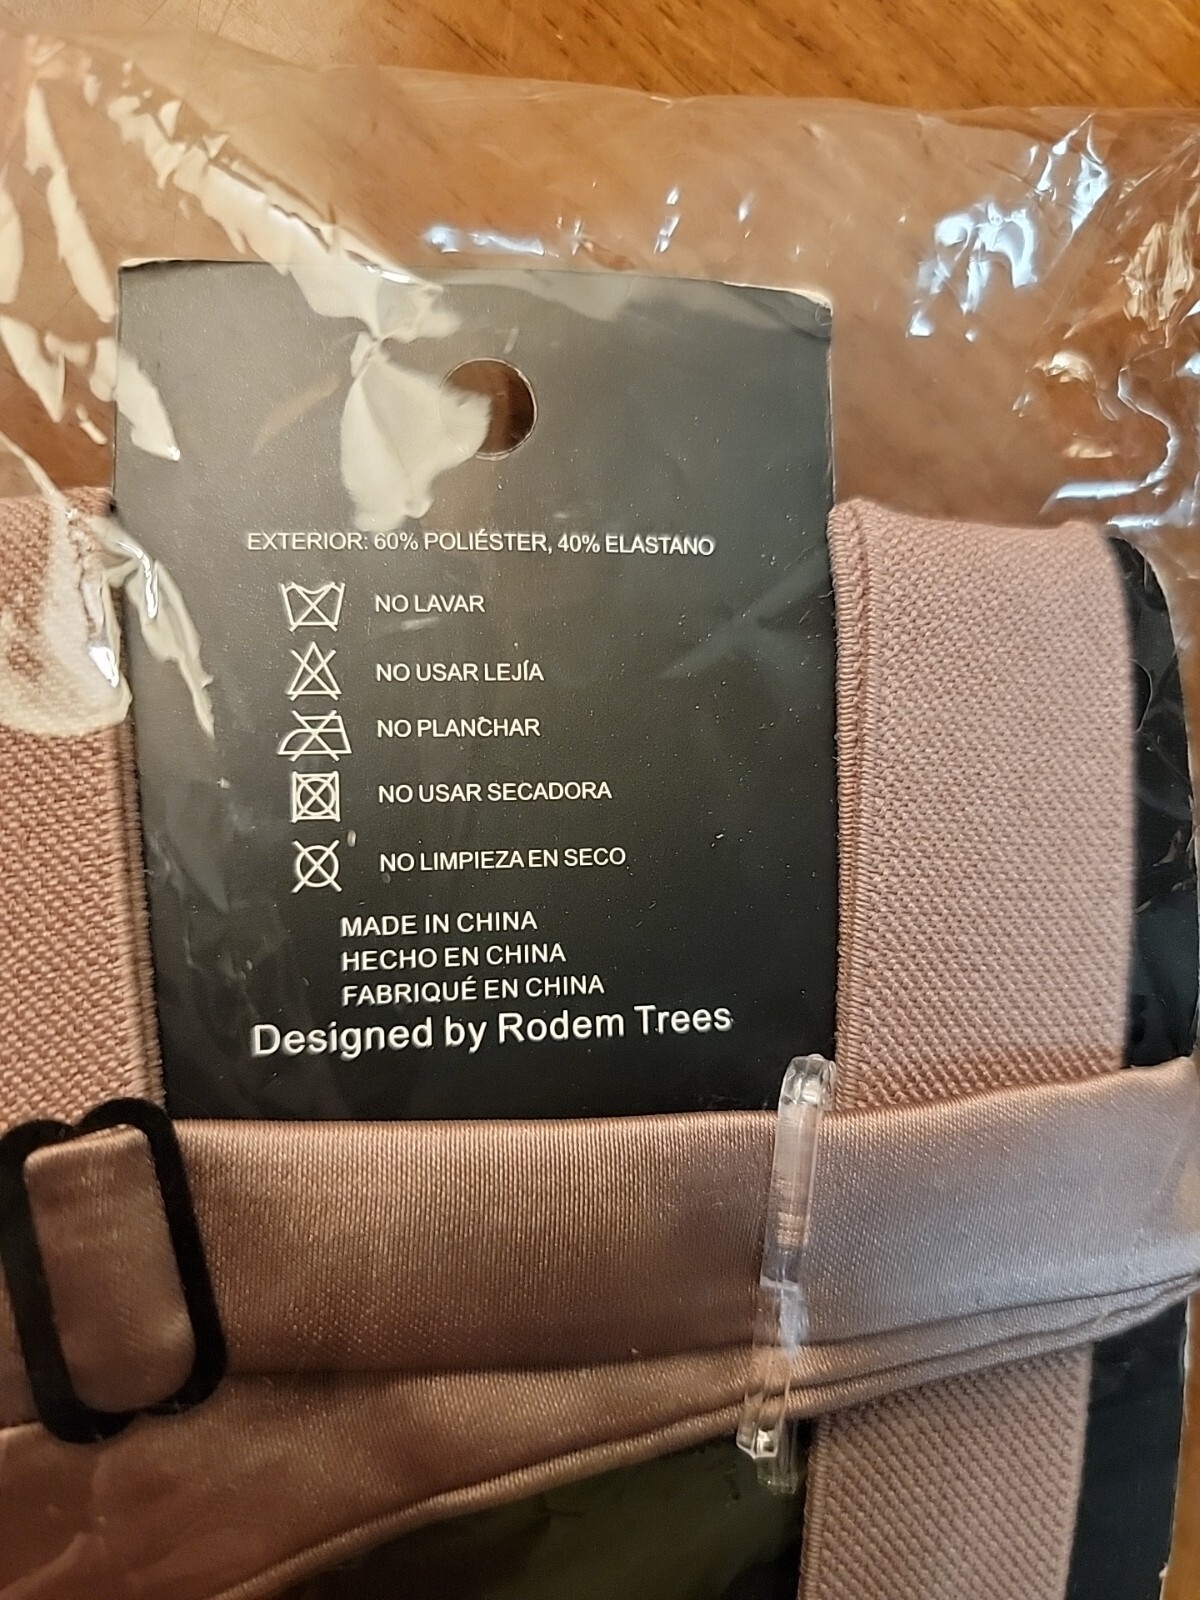 EXTERIOR: 60% POLIÉSTER, 40% ELASTANO
NO LAVAR
NO USAR LEJÍA
NO PLANCHAR
NO USAR SECADORA
NO LIMPIEZA EN SECO
MADE IN CHINA
HECHO EN CHINA
FABRIQUÉ EN CHINA
Designed by Rodem Trees